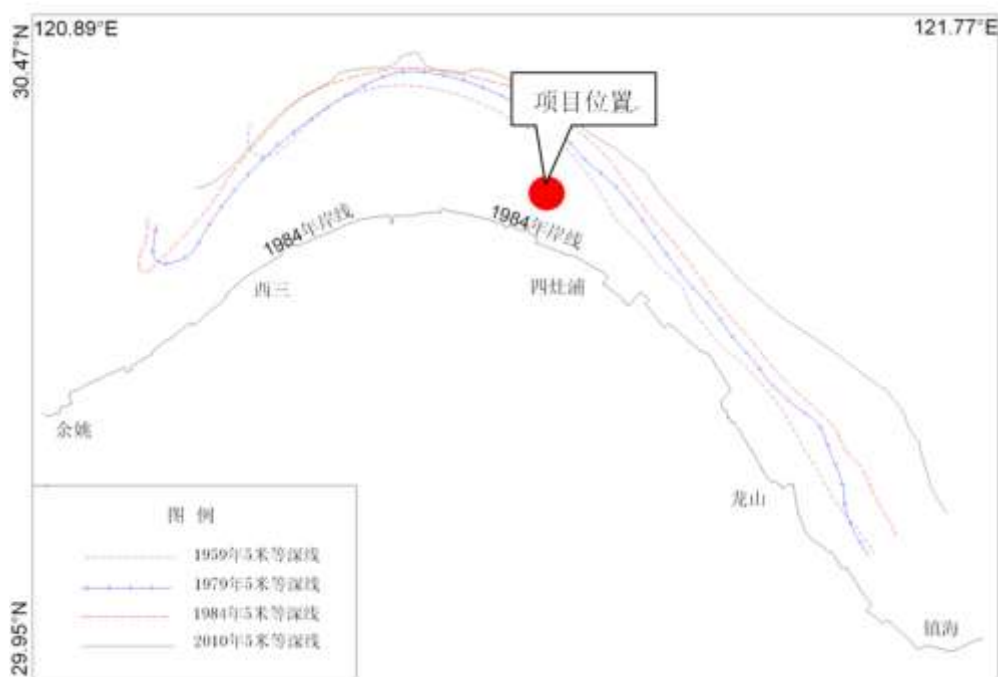 120.89°E
121.77°E
30.47°N
项目位置
1984年岸线
1984年岸线
西三
四灶浦
余姚
龙山
镇海
29.95°N
图 例
1959年5米等深线
1979年5米等深线
1984年5米等深线
2010年5米等深线